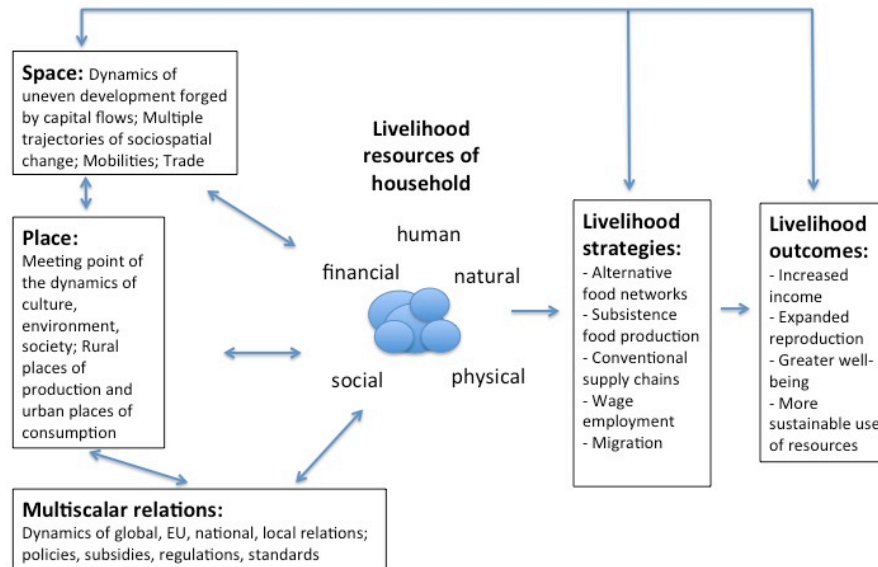 Space: Dynamics of
uneven development forged
by capital flows; Multiple
trajectories of sociospatial
change; Mobilities; Trade
Place:
Meeting point of
the dynamics of
culture,
environment,
society; Rural
places of
production and
urban places of
consumption
Multiscalar relations:
Dynamics of global, EU, national, local relations;
policies, subsidies, regulations, standards
Livelihood
resources of
household
human
financial
natural
social
physical
Livelihood
strategies:
- Alternative
food networks
- Subsistence
food production
- Conventional
supply chains
- Wage
employment
- Migration
Livelihood
outcomes:
- Increased
income
- Expanded
reproduction
- Greater well-
being
- More
sustainable use
of resources